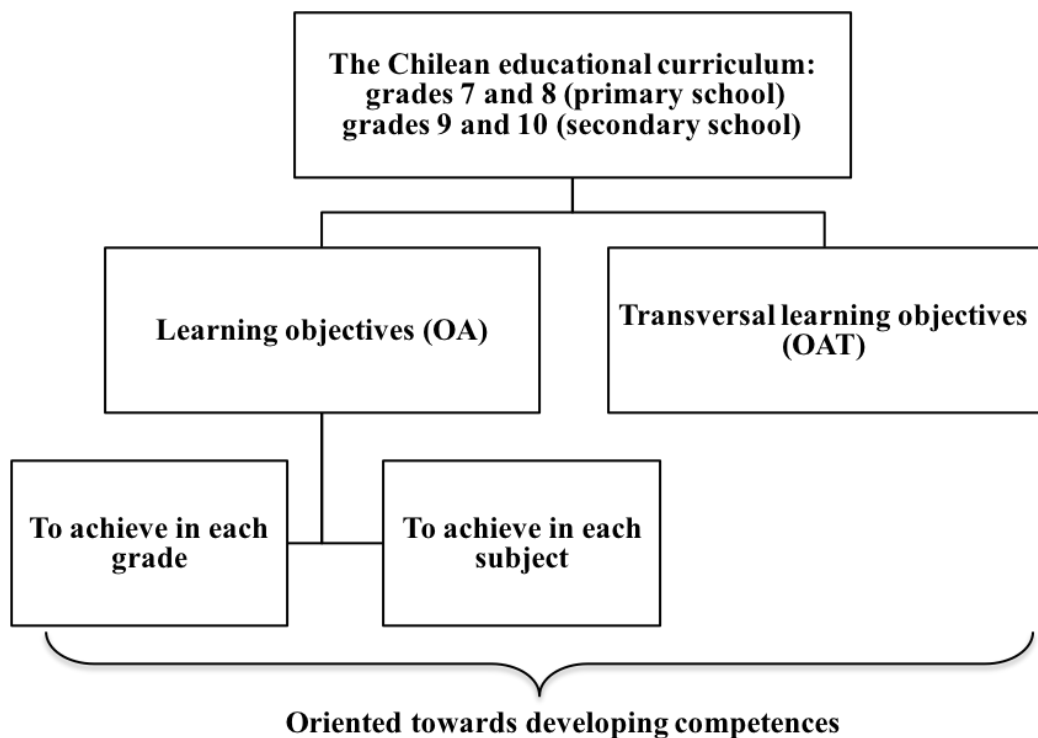 The Chilean educational curriculum:
grades 7 and 8 (primary school)
grades 9 and 10 (secondary school)
Learning objectives (OA)
Transversal learning objectives
(OAT)
To achieve in each
grade
To achieve in each
subject
Oriented towards developing competences